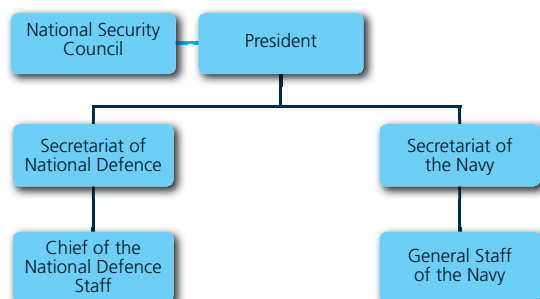 National Security
Council
President
Secretariat of
National Defence
Secretariat of
the Navy
Chief of the
National Defence
Staff
General Staff
of the Navy